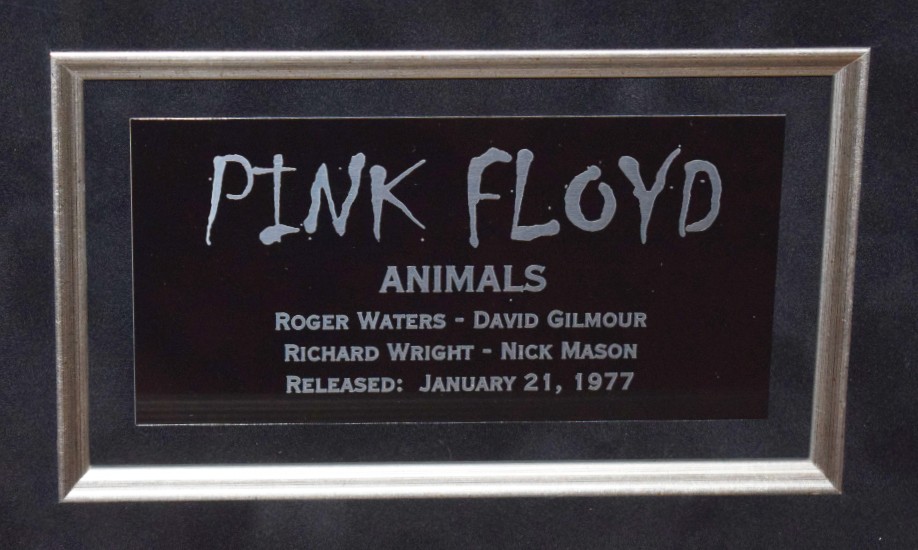 PINK FLOYD
ANIMALS
ROGER WATERS - DAVID GILMOUR
RICHARD WRIGHT - NICK MASON
RELEASED: JANUARY 21, 1977